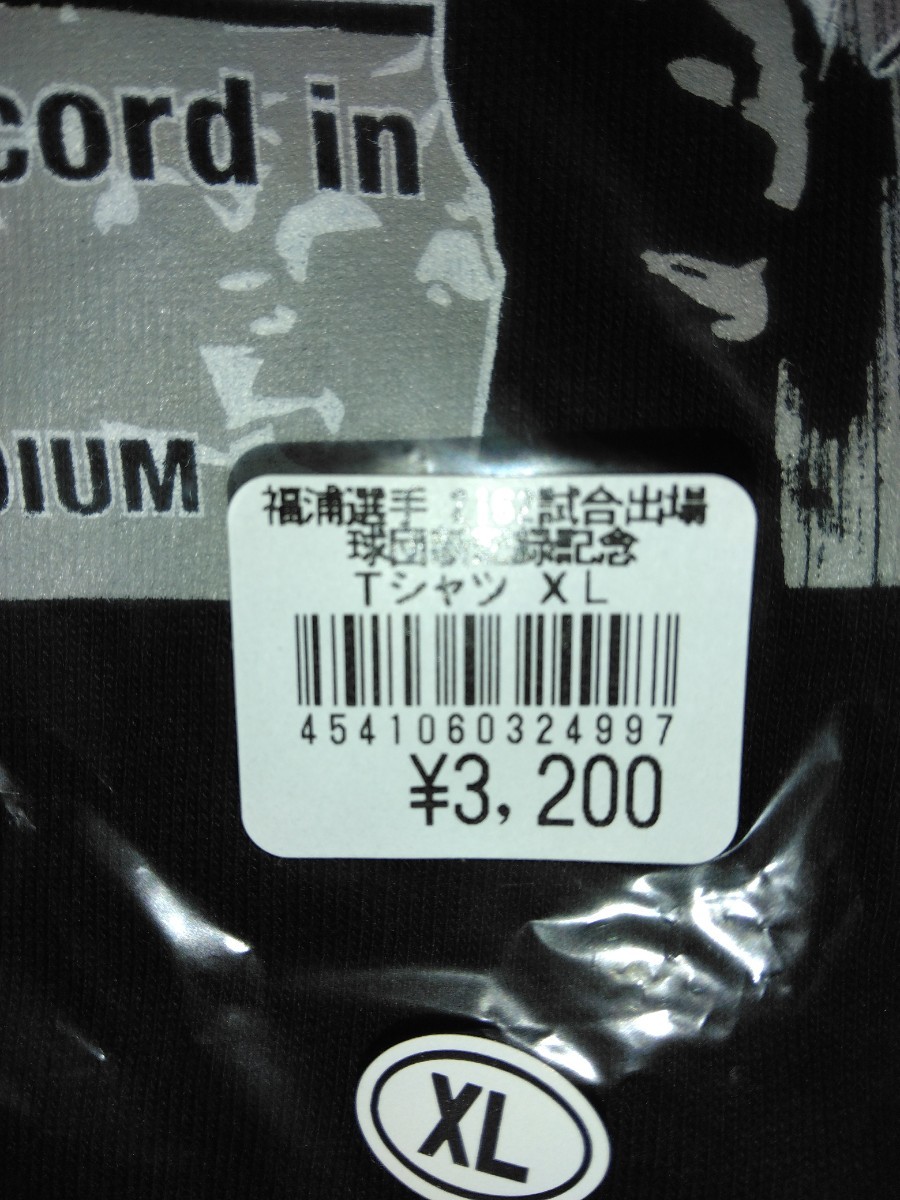 cord in
DIUM
福浦選手 試合出場
球団 録記念
Tシャツ XL
4541060324997
¥3,200
XL